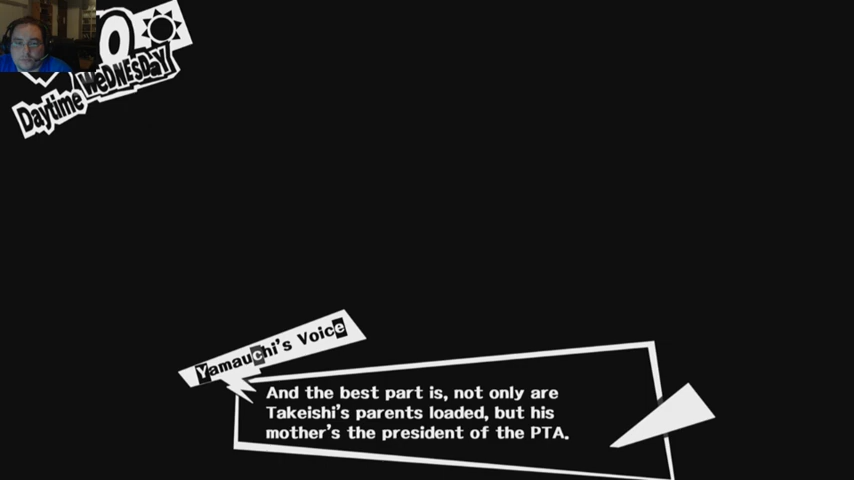 0
Daytime WeDNESDaY
Yamauchi's Voice
And the best part is, not only are
Takeishi's parents loaded, but his
mother's the president of the PTA.